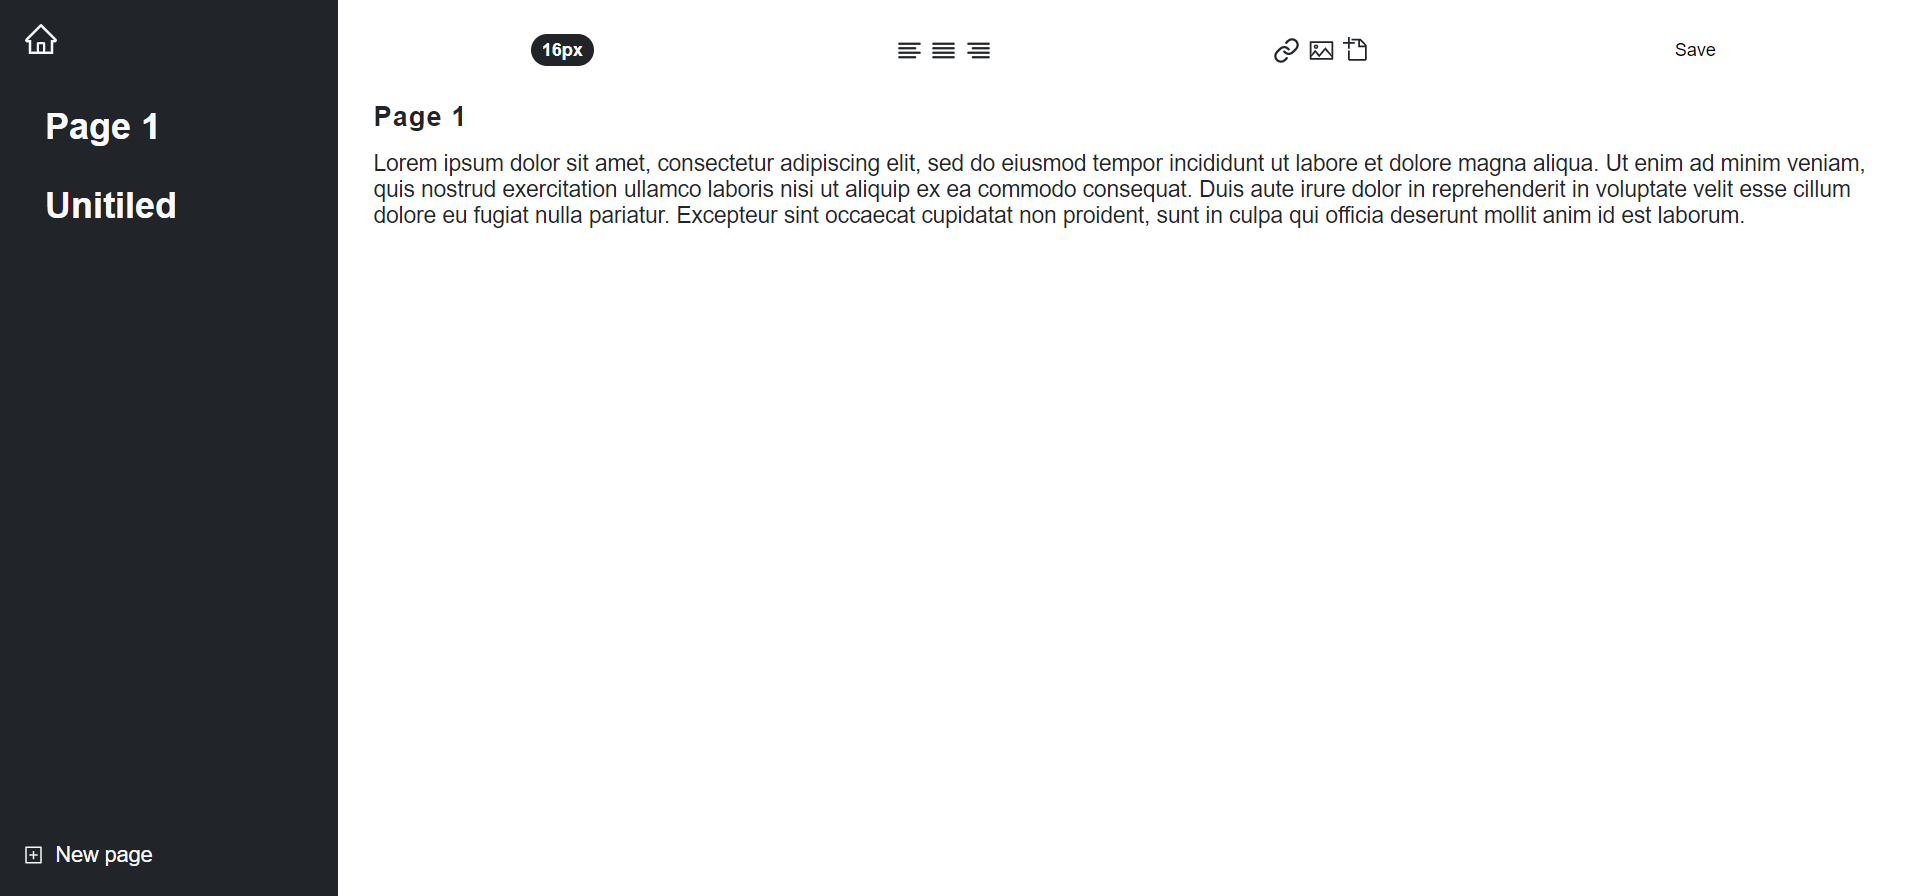 16px
Save
Page 1
Unitiled
New page
Page 1
Lorem ipsum dolor sit amet, consectetur adipiscing elit, sed do eiusmod tempor incididunt ut labore et dolore magna aliqua. Ut enim ad minim veniam,
quis nostrud exercitation ullamco laboris nisi ut aliquip ex ea commodo consequat. Duis aute irure dolor in reprehenderit in voluptate velit esse cillum
dolore eu fugiat nulla pariatur. Excepteur sint occaecat cupidatat non proident, sunt in culpa qui officia deserunt mollit anim id est laborum.